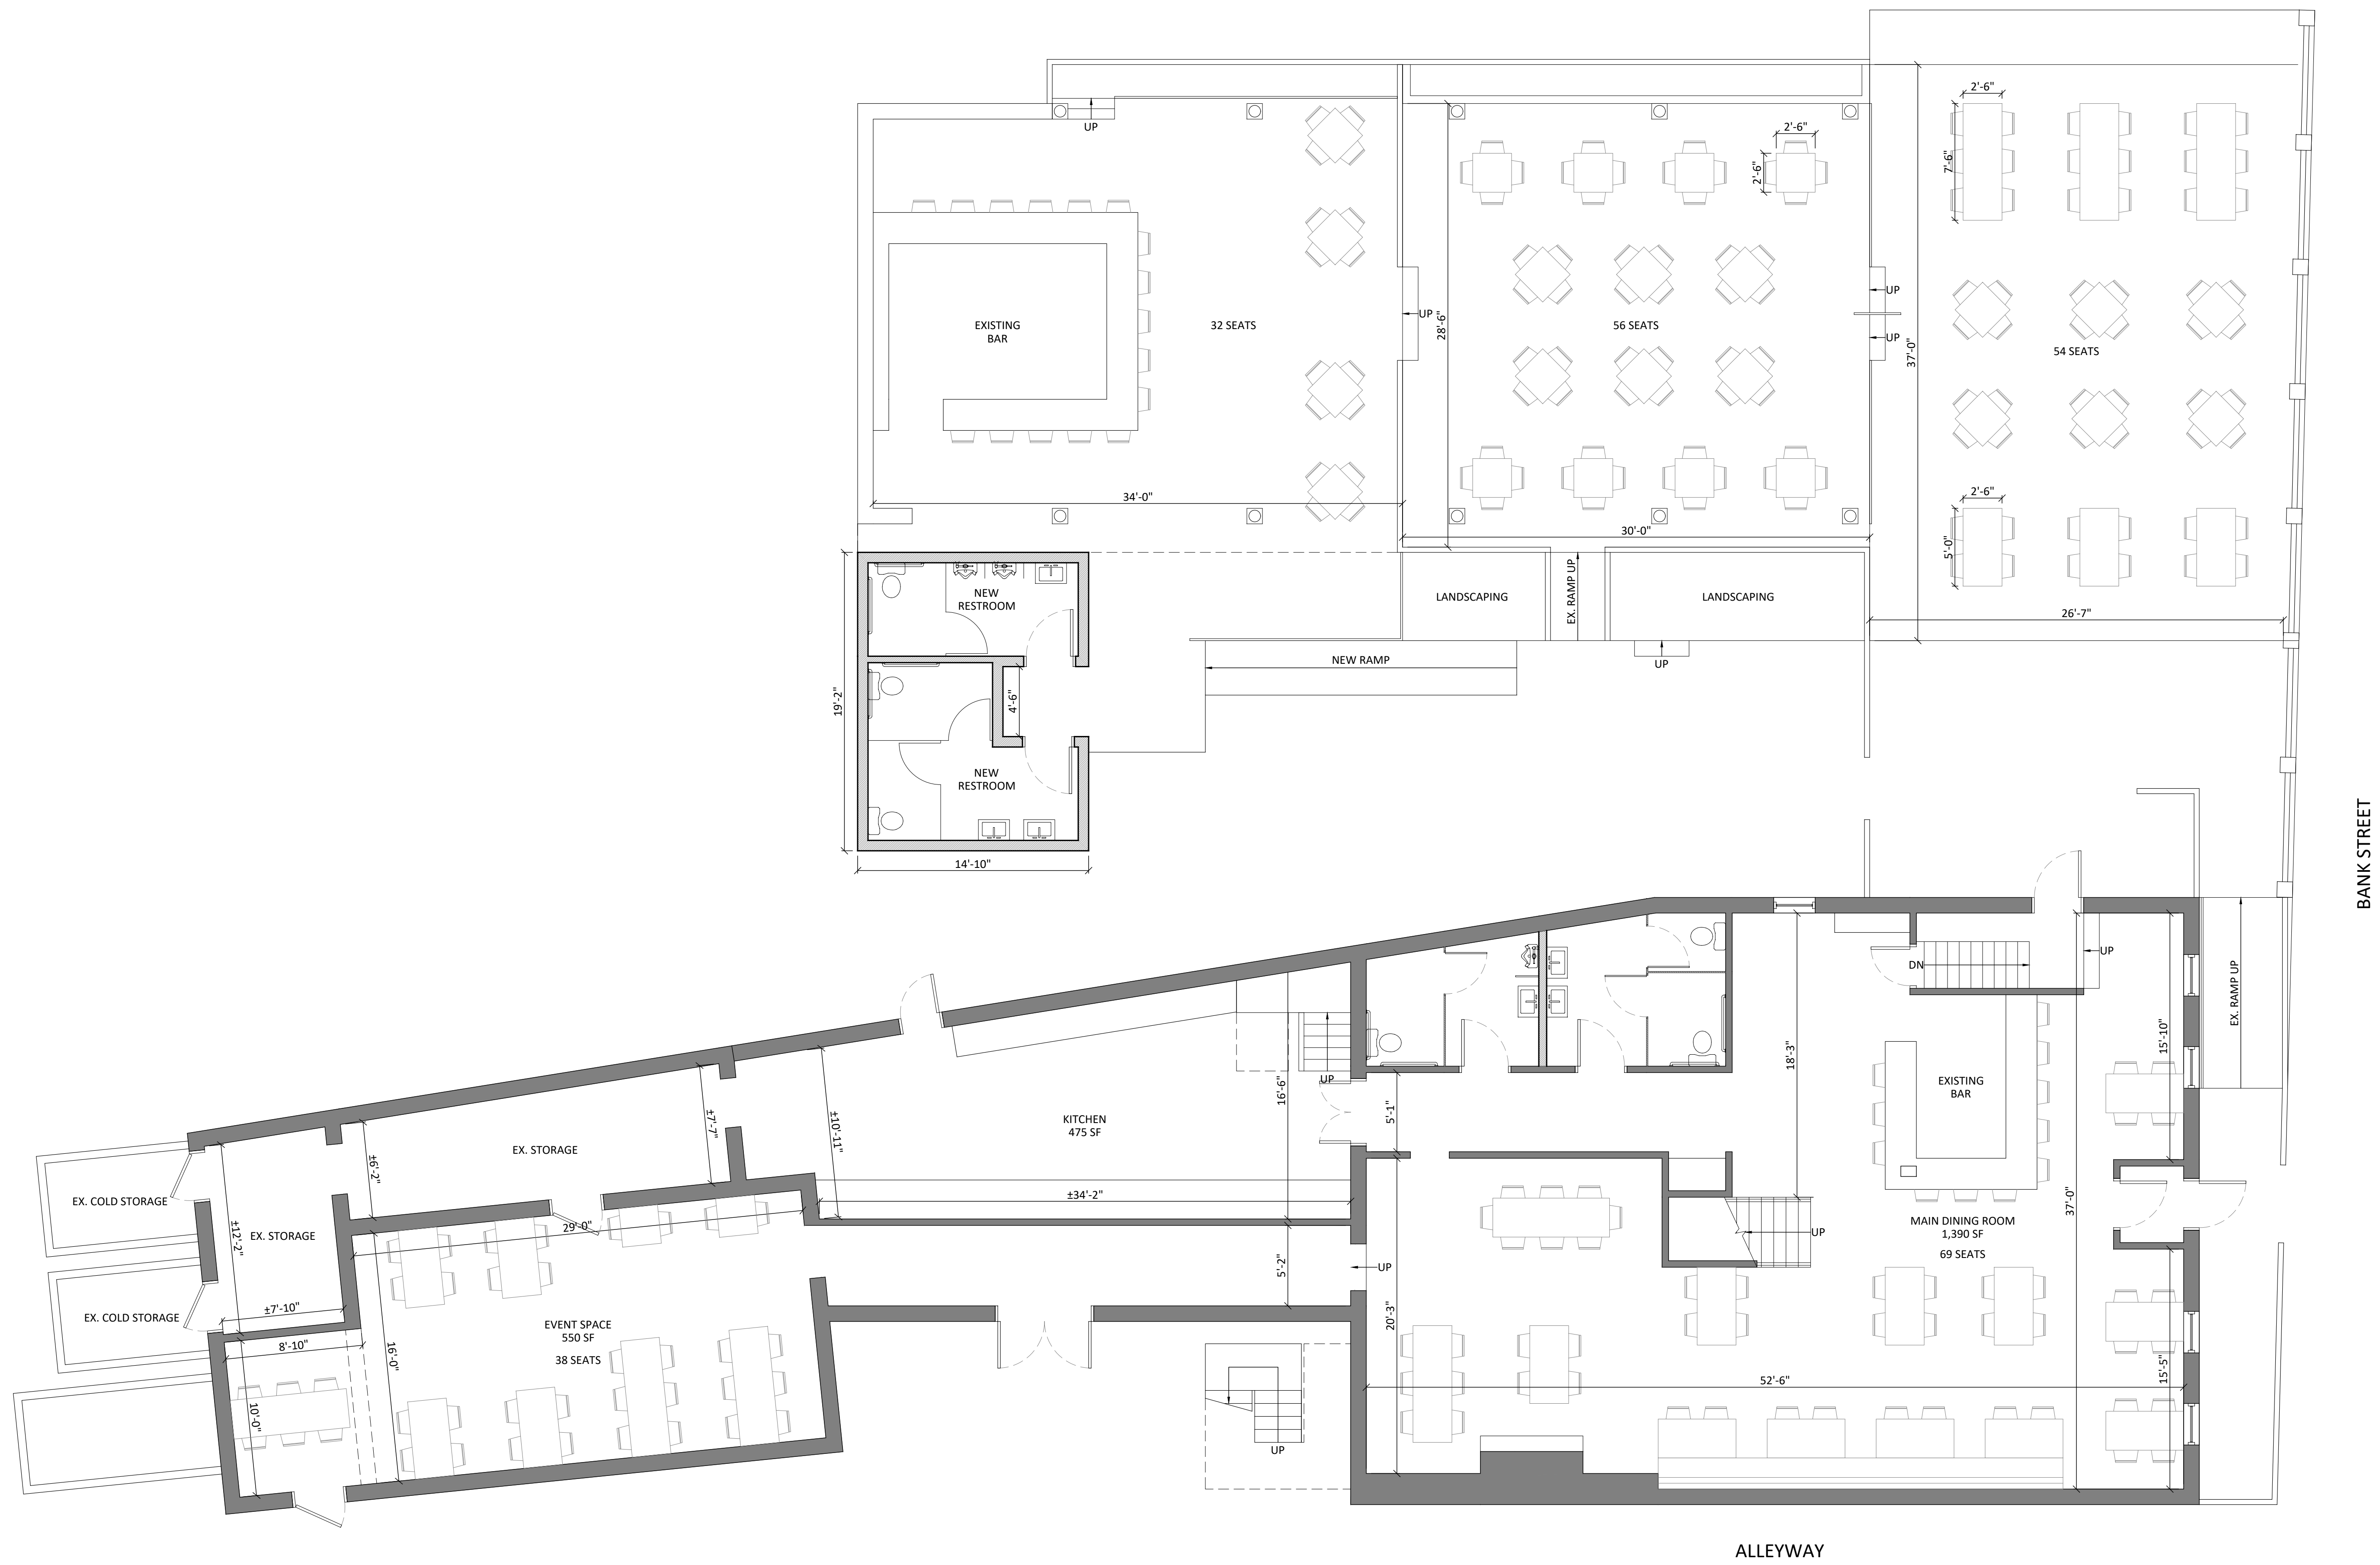 2'-6"
UP
2'-6"
2'-6"
7'-6"
EXISTING
BAR
32 SEATS
UP
28'-6"
56 SEATS
UP
UP
37'-0"
54 SEATS
34'-0"
30'-0"
2'-6"
5'-0"
NEW
RESTROOM
LANDSCAPING
EX. RAMP UP
LANDSCAPING
26'-7"
NEW RAMP
UP
19'-2"
4'-6"
NEW
RESTROOM
14'-10"
BANK STREET
DN
UP
EX. RAMP UP
15'-10"
18'-3"
EXISTING
BAR
UP
16'-6"
5'-1"
KITCHEN
475 SF
±10'-11"
±7'-7"
EX. STORAGE
±6'-2"
EX. COLD STORAGE
±12'-2"
EX. STORAGE
±34'-2"
29'-0"
37'-0"
MAIN DINING ROOM
1,390 SF
69 SEATS
UP
5'-2"
UP
±7'-10"
EX. COLD STORAGE
8'-10"
EVENT SPACE
550 SF
38 SEATS
16'-0"
20'-3"
52'-6"
15'-5"
10'-0"
UP
ALLEYWAY